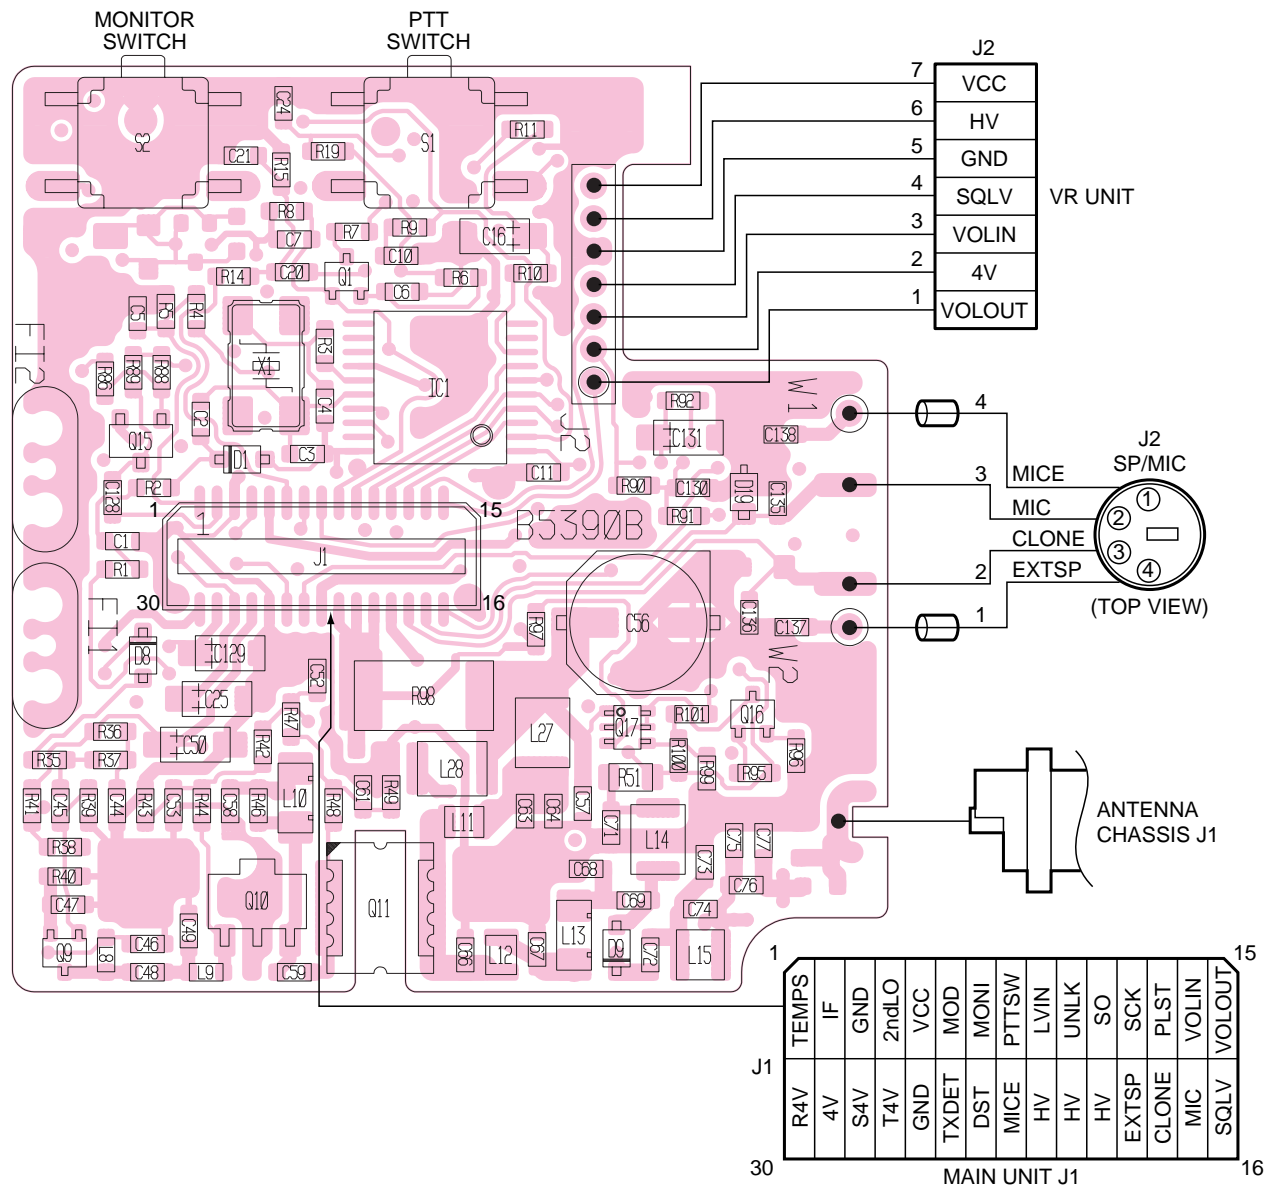 MONITOR
SWITCH
PTT
SWITCH
J2
7
VCC
6
HV
5
GND
4
SQLV
VR UNIT
3
VOLIN
2
4V
1
VOLOUT
S3
C24
S1
R11
C21
R15
R19
R8
C7
R7
R9
C16
C10
R14
C20
Q1
C6
R6
R10
C5
R5
R4
X1
R3
IC1
F12
R86
R89
R88
C2
C4
Q15
D1
C3
J2
R92
C131
C138
W1
C128
R2
C11
R90
C130
D19
C135
R91
1
15
1
B5390B
C1
R1
J1
30
16
4
J2
SP/MIC
3
MICE
MIC
2
CLONE
1
EXTSP
1
2
3
4
(TOP VIEW)
F11
D8
C129
C25
C50
C52
R98
R97
C56
C136
C137
W2
R36
R35
R37
R42
R47
L28
L27
Q17
R101
Q16
R100
R99
R95
R96
R51
R41
C45
R39
C44
R43
C53
R44
C58
R46
L10
R48
C61
R49
L11
C63
C64
C57
C71
L14
C73
C75
C77
R38
R40
C47
Q10
Q11
C68
C69
C76
C74
Q9
L8
C46
C48
C49
L9
C59
C66
L12
C67
L13
D9
C72
L15
ANTENNA
CHASSIS J1
1
15
TEMPS
IF
GND
2ndLO
VCC
MOD
MONI
PTTSW
LVIN
UNLK
SO
SCK
PLST
VOLIN
VOLOUT
J1
R4V
4V
S4V
T4V
GND
TXDET
DST
MICE
HV
HV
HV
EXTSP
CLONE
MIC
SQLV
30
16
MAIN UNIT J1